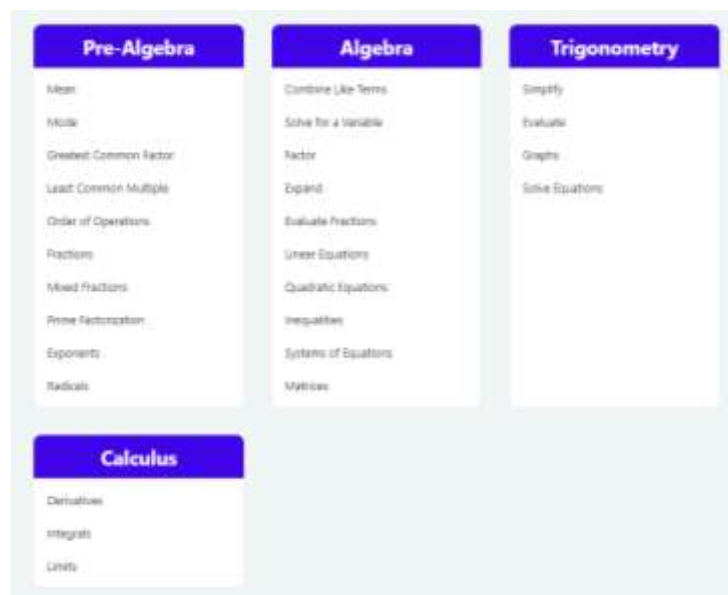 Pre-Algebra
Mean
Mode
Greatest Common Factor
Least Common Multiple
Order of Operations
Fractions
Mixed Fractions
Prime Factorization
Exponents
Radicals
Algebra
Combine Like Terms
Solve for a Variable
Factor
Expand
Evaluate Fractions
Linear Equations
Quadratic Equations
Inequalities
Systems of Equations
Matrices
Trigonometry
Simplify
Evaluate
Graphs
Solve Equations
Calculus
Derivatives
Integrals
Limits